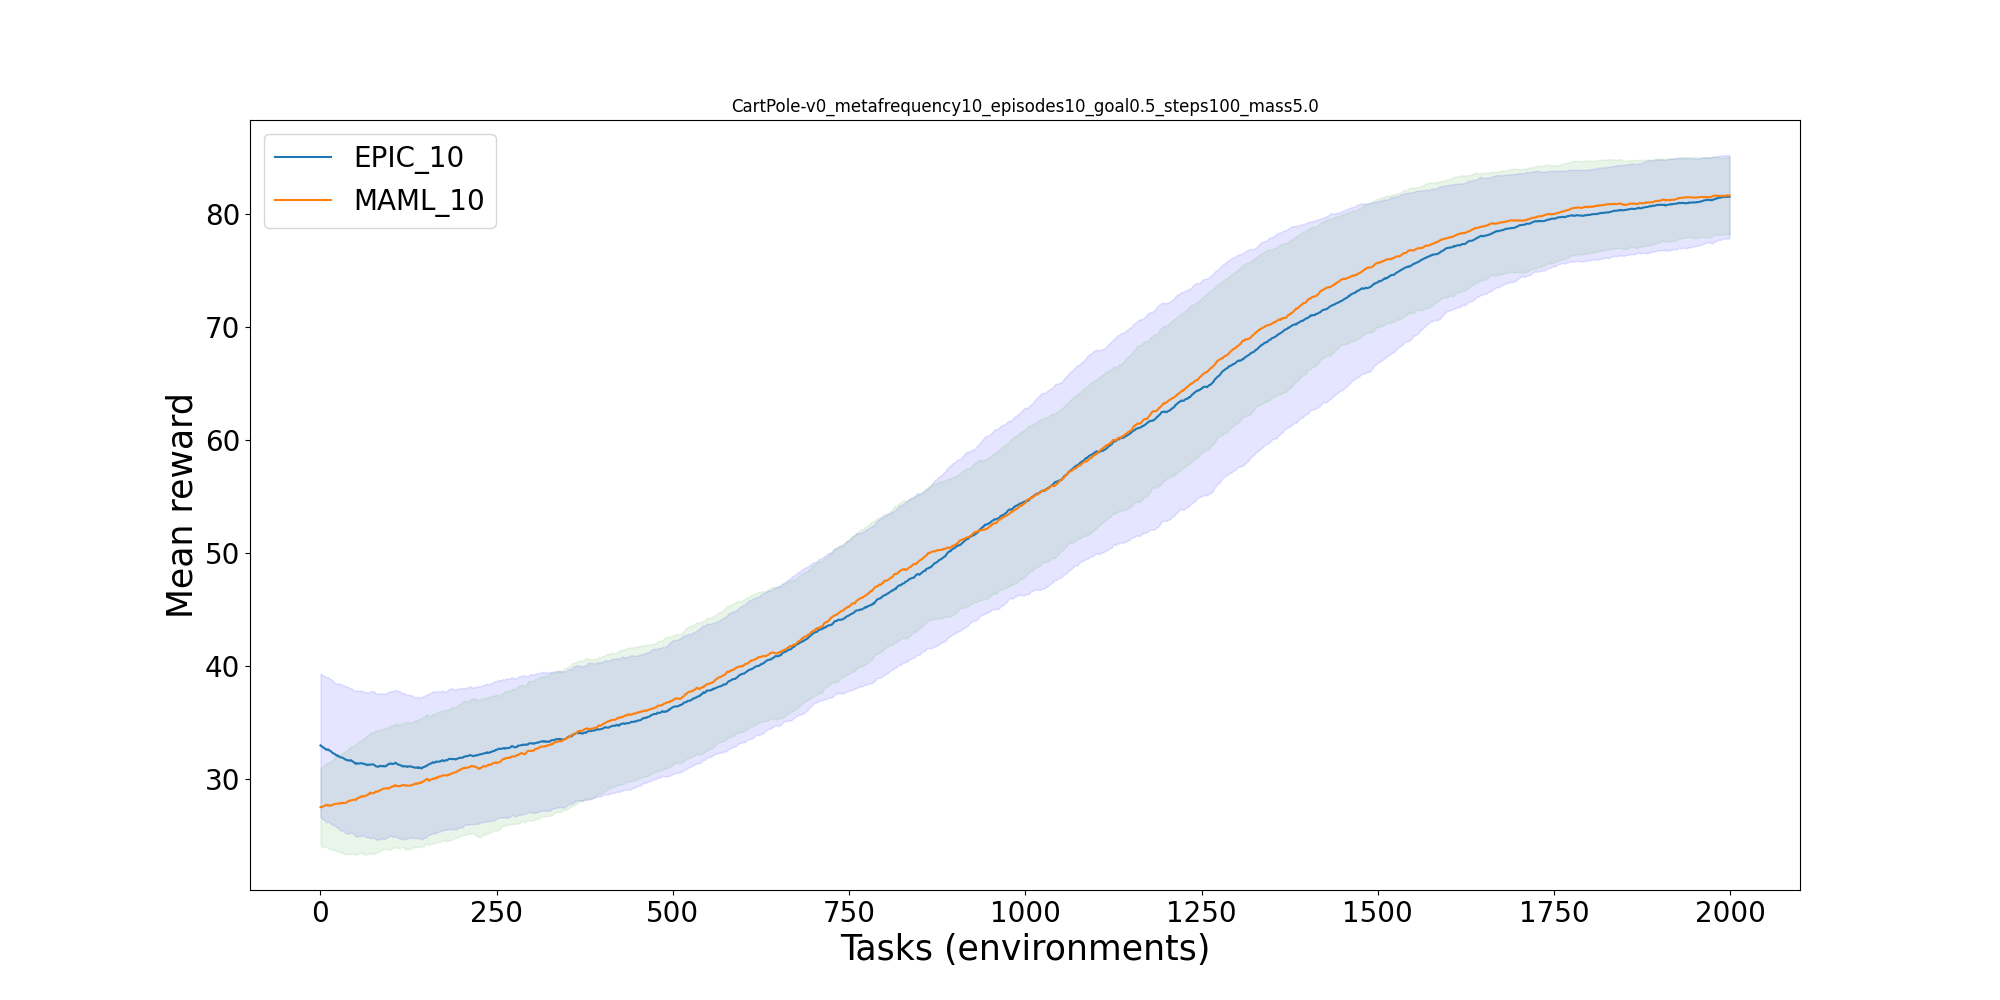 CartPole-v0_metafrequency10_episodes10_goal0.5_steps100_mass5.0
EPIC_10
MAML_10
80
70
60
50
40
30
Mean reward
0 250 500 750 1000 1250 1500 1750 2000
Tasks (environments)